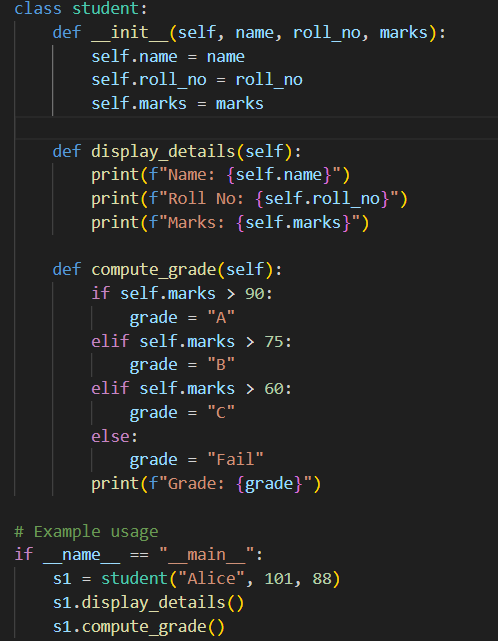 class student:
    def __init__(self, name, roll_no, marks):
        self.name = name
        self.roll_no = roll_no
        self.marks = marks

    def display_details(self):
        print(f"Name: {self.name}")
        print(f"Roll No: {self.roll_no}")
        print(f"Marks: {self.marks}")

    def compute_grade(self):
        if self.marks > 90:
            grade = "A"
        elif self.marks > 75:
            grade = "B"
        elif self.marks > 60:
            grade = "C"
        else:
            grade = "Fail"
        print(f"Grade: {grade}")

# Example usage
if __name__ == "__main__":
    s1 = student("Alice", 101, 88)
    s1.display_details()
    s1.compute_grade()